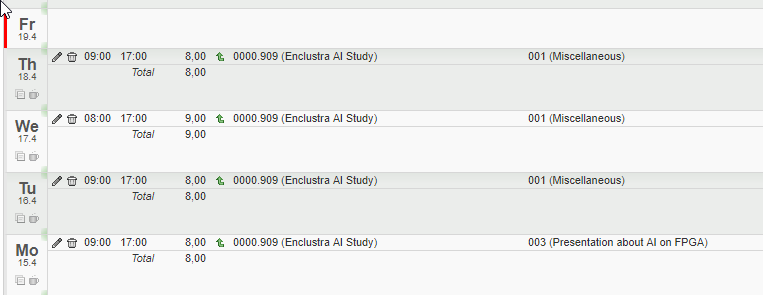 Fr
19.4
Th
18.4
09:00 17:00 8,00 0000.909 (Enclustra AI Study) 001 (Miscellaneous)
Total 8,00
We
17.4
08:00 17:00 9,00 0000.909 (Enclustra AI Study) 001 (Miscellaneous)
Total 9,00
Tu
16.4
09:00 17:00 8,00 0000.909 (Enclustra AI Study) 001 (Miscellaneous)
Total 8,00
Mo
15.4
09:00 17:00 8,00 0000.909 (Enclustra AI Study) 003 (Presentation about AI on FPGA)
Total 8,00